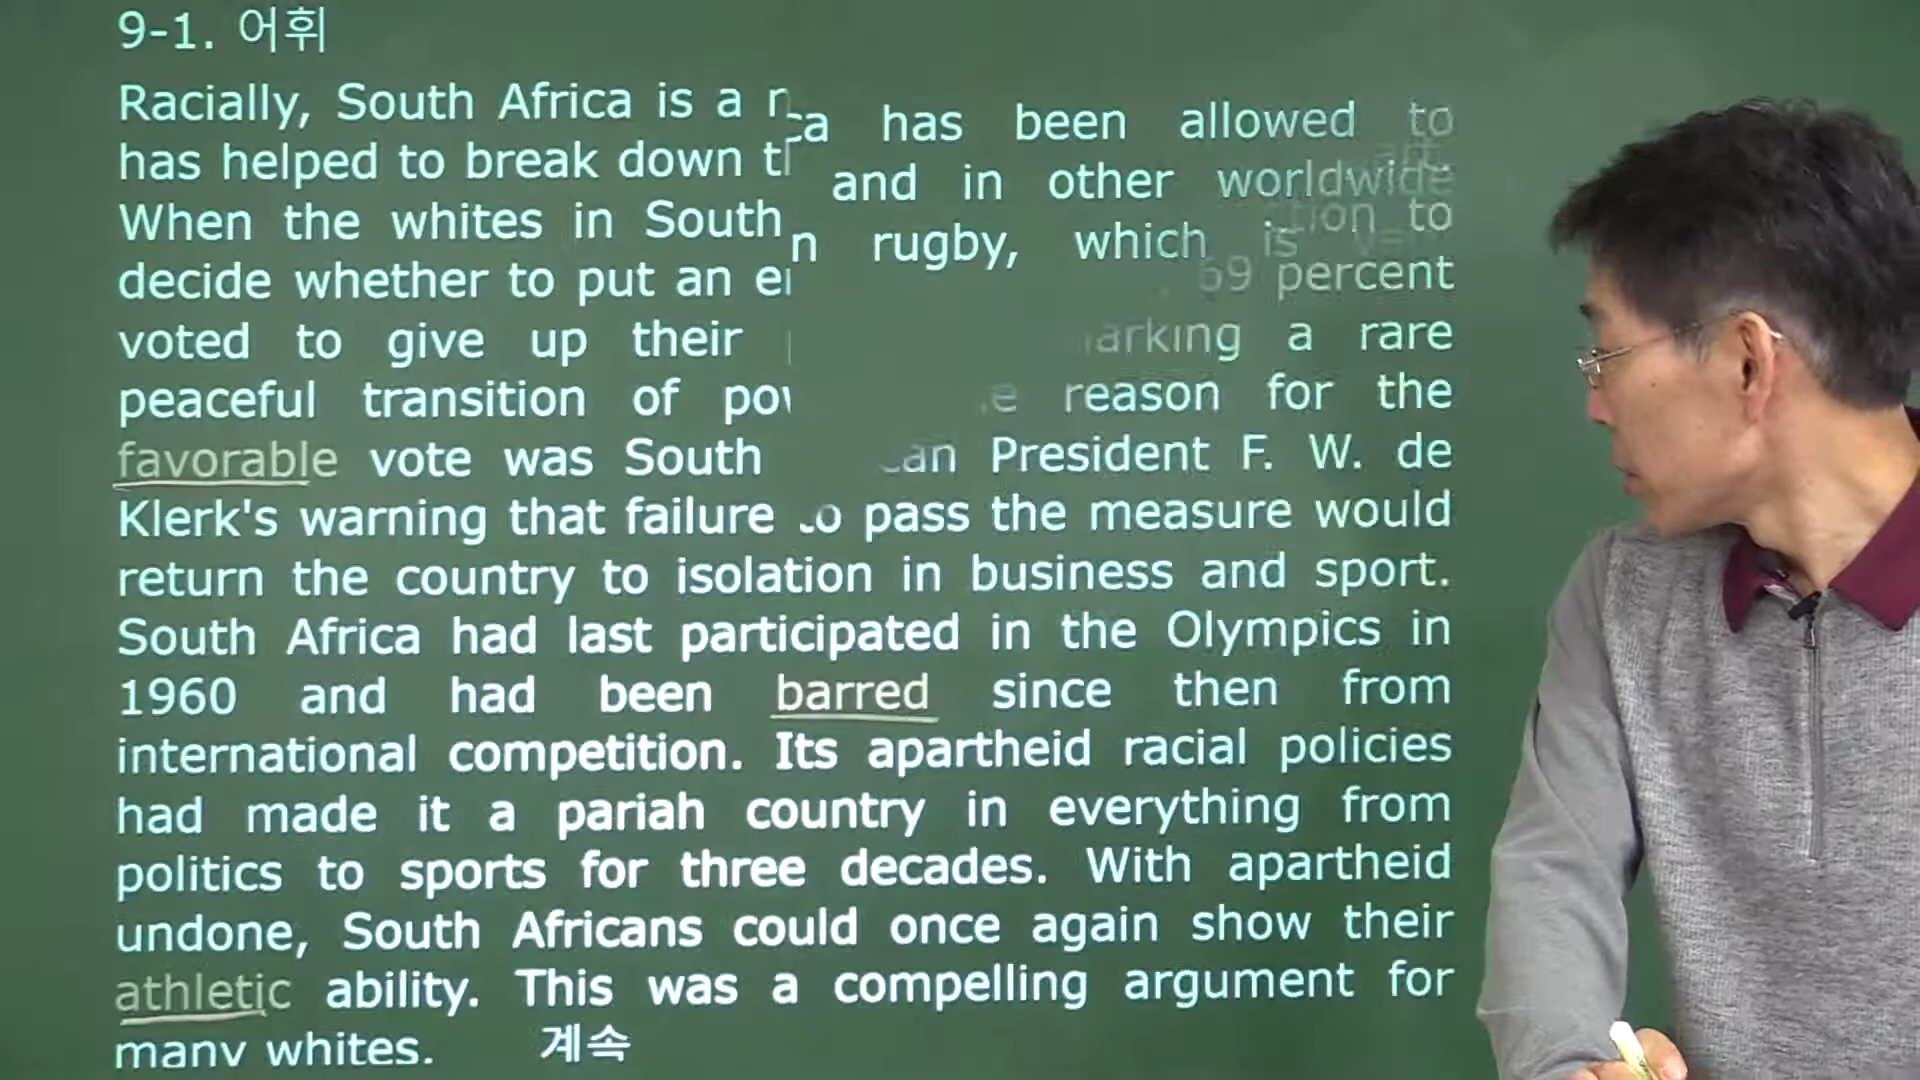 9-1. 어휘
Racially, South Africa is a has been allowed to
has helped to break down and in other worldwide
When the whites in South rugby, which is to
decide whether to put an 69 percent
voted to give up their a rare
peaceful transition of reason for the
favorable vote was South President F. W. de
Klerk's warning that failure to pass the measure would
return the country to isolation in business and sport.
South Africa had last participated in the Olympics in
1960 and had been barred since then from
international competition. Its apartheid racial policies
had made it a pariah country in everything from
politics to sports for three decades. With apartheid
undone, South Africans could once again show their
athletic ability. This was a compelling argument for
many whites. 계속